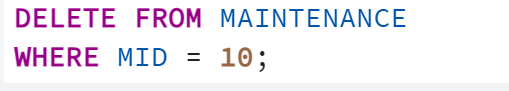 DELETE FROM MAINTENANCE
WHERE MID = 10;